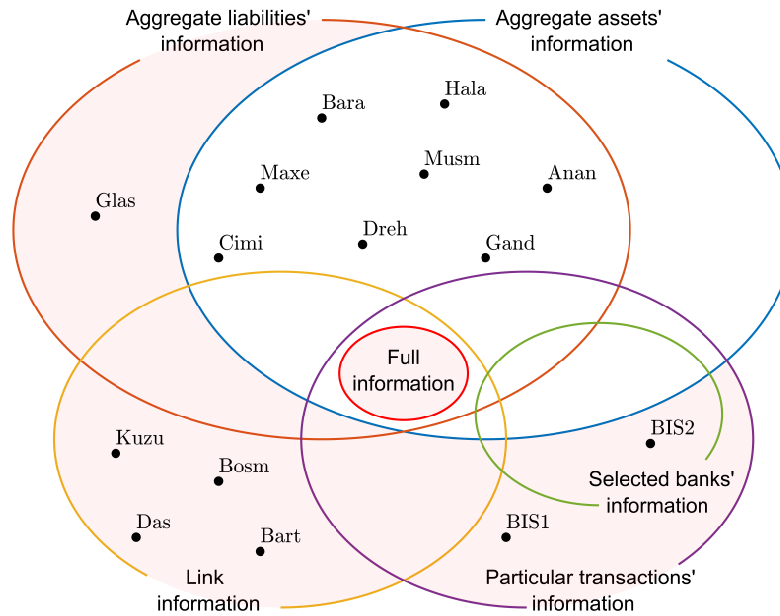 Aggregate liabilities'
information
Aggregate assets'
information
Hala
Bara
Musm
Maxe
Anan
Glas
Cimi
Dreh
Gand
Full
information
Kuzu
BIS2
Bosm
Selected banks'
information
Das
Bart
BIS1
Link
information
Particular transactions'
information